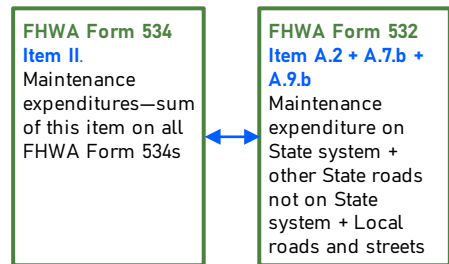 FHWA Form 534
Item II.
Maintenance
expenditures—sum
of this item on all
FHWA Form 534s
FHWA Form 532
Item A.2 + A.7.b +
A.9.b
Maintenance
expenditure on
State system +
other State roads
not on State
system + Local
roads and streets